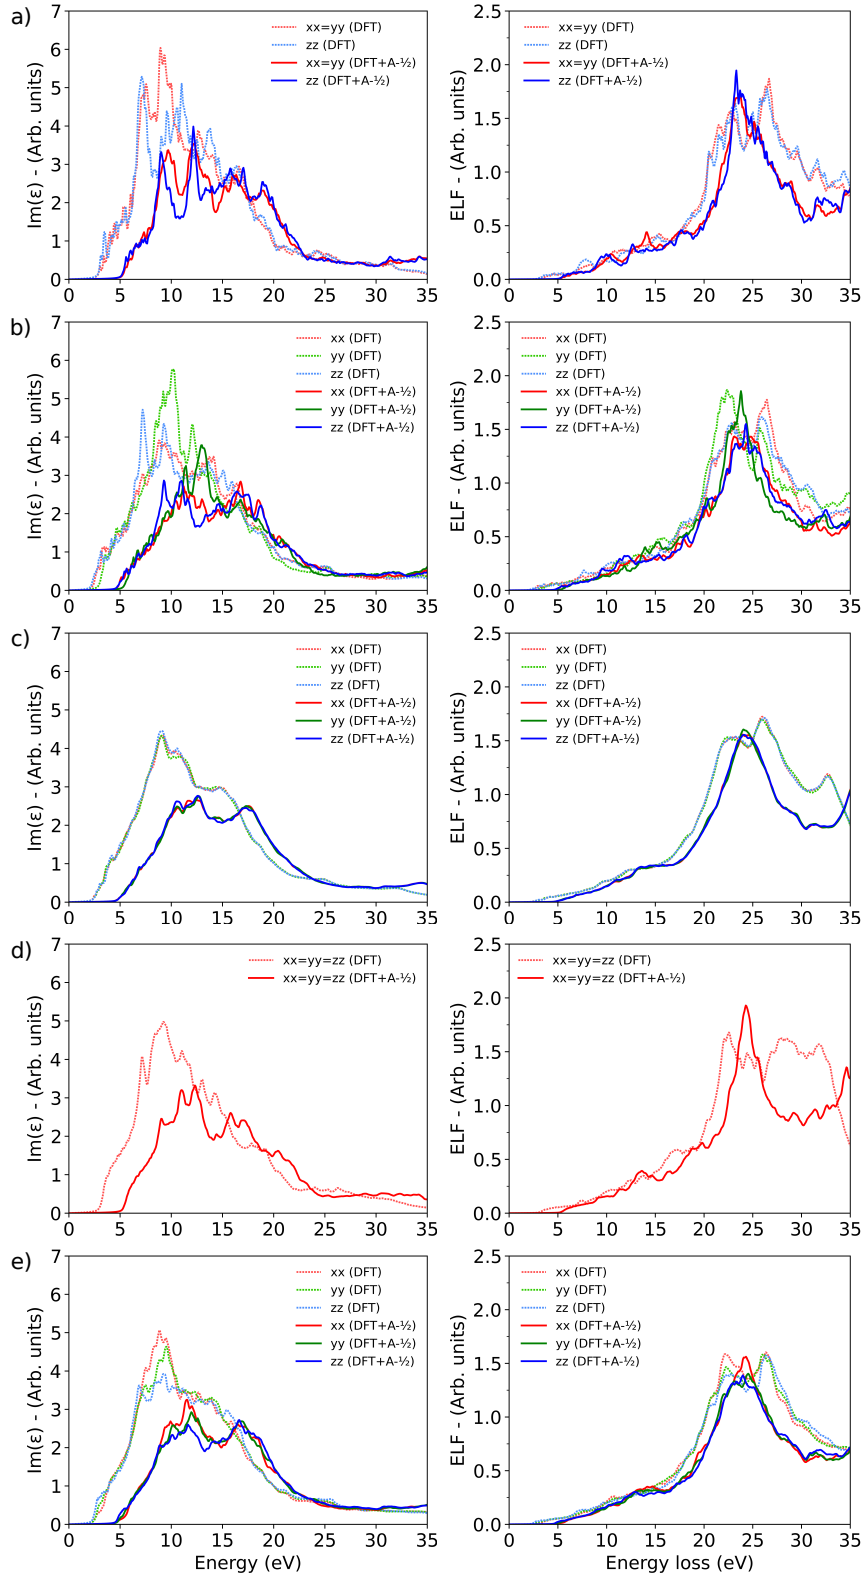 a)
Im(ε) - (Arb. units)
7
6
5
4
3
2
1
0
0 5 10 15 20 25 30 35
xx=yy (DFT)
zz (DFT)
xx=yy (DFT+A-½)
zz (DFT+A-½)
ELF - (Arb. units)
2.5
2.0
1.5
1.0
0.5
0.0
0 5 10 15 20 25 30 35
xx=yy (DFT)
zz (DFT)
xx=yy (DFT+A-½)
zz (DFT+A-½)
b)
Im(ε) - (Arb. units)
7
6
5
4
3
2
1
0
0 5 10 15 20 25 30 35
xx (DFT)
yy (DFT)
zz (DFT)
xx (DFT+A-½)
yy (DFT+A-½)
zz (DFT+A-½)
ELF - (Arb. units)
2.5
2.0
1.5
1.0
0.5
0.0
0 5 10 15 20 25 30 35
xx (DFT)
yy (DFT)
zz (DFT)
xx (DFT+A-½)
yy (DFT+A-½)
zz (DFT+A-½)
c)
Im(ε) - (Arb. units)
7
6
5
4
3
2
1
0
0 5 10 15 20 25 30 35
xx (DFT)
yy (DFT)
zz (DFT)
xx (DFT+A-½)
yy (DFT+A-½)
zz (DFT+A-½)
ELF - (Arb. units)
2.5
2.0
1.5
1.0
0.5
0.0
0 5 10 15 20 25 30 35
xx (DFT)
yy (DFT)
zz (DFT)
xx (DFT+A-½)
yy (DFT+A-½)
zz (DFT+A-½)
d)
Im(ε) - (Arb. units)
7
6
5
4
3
2
1
0
0 5 10 15 20 25 30 35
xx=yy=zz (DFT)
xx=yy=zz (DFT+A-½)
ELF - (Arb. units)
2.5
2.0
1.5
1.0
0.5
0.0
0 5 10 15 20 25 30 35
xx=yy=zz (DFT)
xx=yy=zz (DFT+A-½)
e)
Im(ε) - (Arb. units)
7
6
5
4
3
2
1
0
0 5 10 15 20 25 30 35
Energy (eV)
xx (DFT)
yy (DFT)
zz (DFT)
xx (DFT+A-½)
yy (DFT+A-½)
zz (DFT+A-½)
ELF - (Arb. units)
2.5
2.0
1.5
1.0
0.5
0.0
0 5 10 15 20 25 30 35
Energy loss (eV)
xx (DFT)
yy (DFT)
zz (DFT)
xx (DFT+A-½)
yy (DFT+A-½)
zz (DFT+A-½)